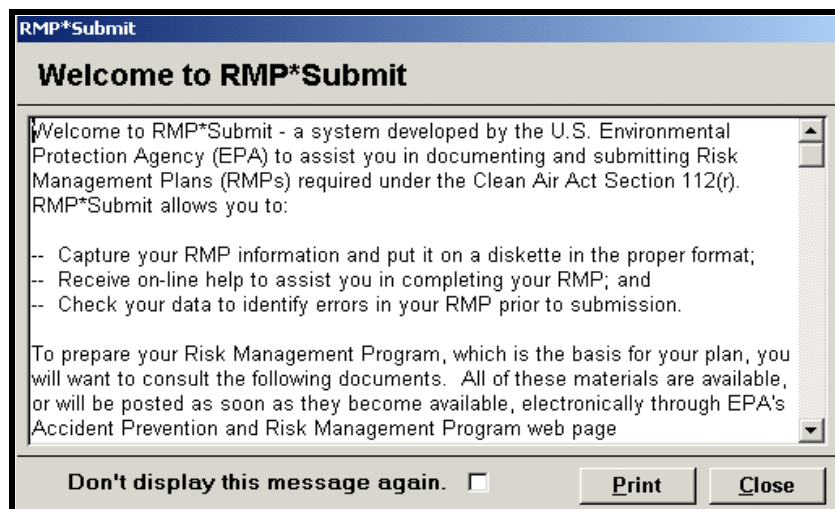 RMP*Submit
Welcome to RMP*Submit
Welcome to RMP*Submit - a system developed by the U.S. Environmental
Protection Agency (EPA) to assist you in documenting and submitting Risk
Management Plans (RMPs) required under the Clean Air Act Section 112(r).
RMP*Submit allows you to:
-- Capture your RMP information and put it on a diskette in the proper format;
-- Receive on-line help to assist you in completing your RMP; and
-- Check your data to identify errors in your RMP prior to submission.
To prepare your Risk Management Program, which is the basis for your plan, you
will want to consult the following documents. All of these materials are available,
or will be posted as soon as they become available, electronically through EPA's
Accident Prevention and Risk Management Program web page
Don't display this message again.
Print Close